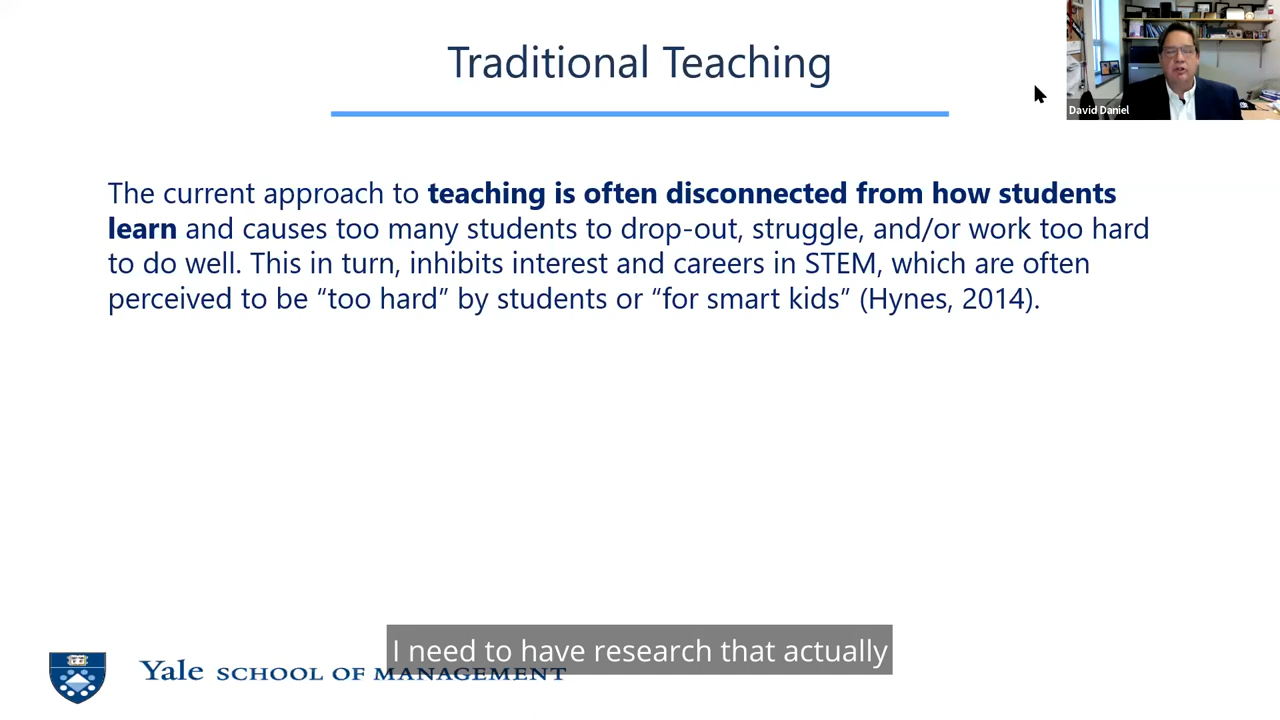 Traditional Teaching
David Daniel
The current approach to teaching is often disconnected from how students
learn and causes too many students to drop-out, struggle, and/or work too hard
to do well. This in turn, inhibits interest and careers in STEM, which are often
perceived to be “too hard” by students or “for smart kids” (Hynes, 2014).
I need to have research that actually
Yale SCHOOL OF MANAGEMENT